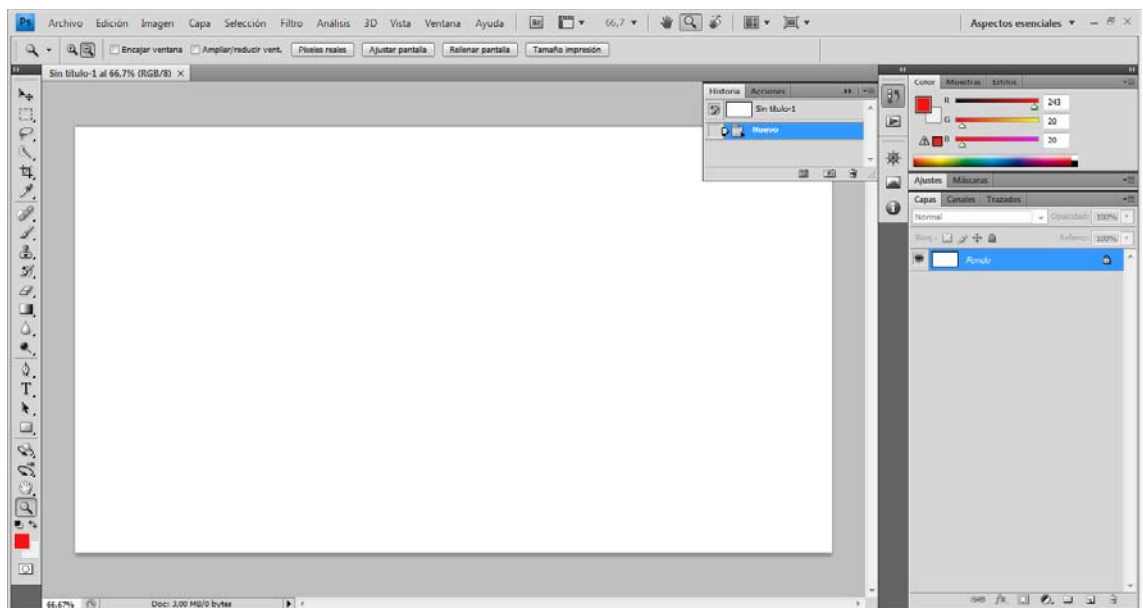 Ps Archivo Edición Imagen Capa Selección Filtro Análisis 3D Vista Ventana Ayuda Br 66,7 Aspectos esenciales
Encajar ventana Ampliar/reducir vent. Píxeles reales Ajustar pantalla Rellenar pantalla Tamaño impresión
Sin título-1 al 66.7% (RGB/8)
Historia Acciones
Sin título-1
Nuevo
Color Muestras Estilos
R 243
G 20
B 20
Ajustes Máscaras
Capas Canales Trazados
Normal Opacidad: 100%
Bloq.: Relleno: 100%
Fondo
T
66.67% Doc: 3,00 MB/0 bytes
fx